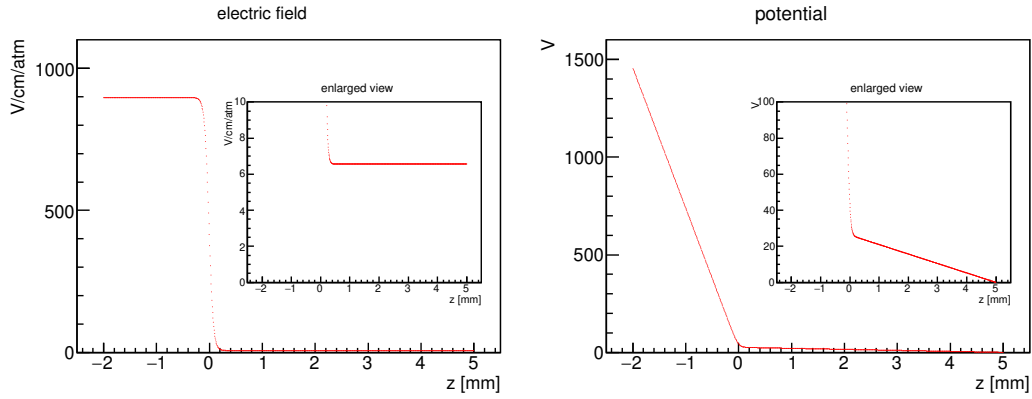 electric field
V/cm/atm
1000
500
0
−2 −1 0 1 2 3 4 5
z [mm]
enlarged view
V/cm/atm
10
8
6
4
2
0
−2 −1 0 1 2 3 4 5
z [mm]
potential
V
1500
1000
500
0
−2 −1 0 1 2 3 4 5
z [mm]
enlarged view
V
100
80
60
40
20
0
−2 −1 0 1 2 3 4 5
z [mm]